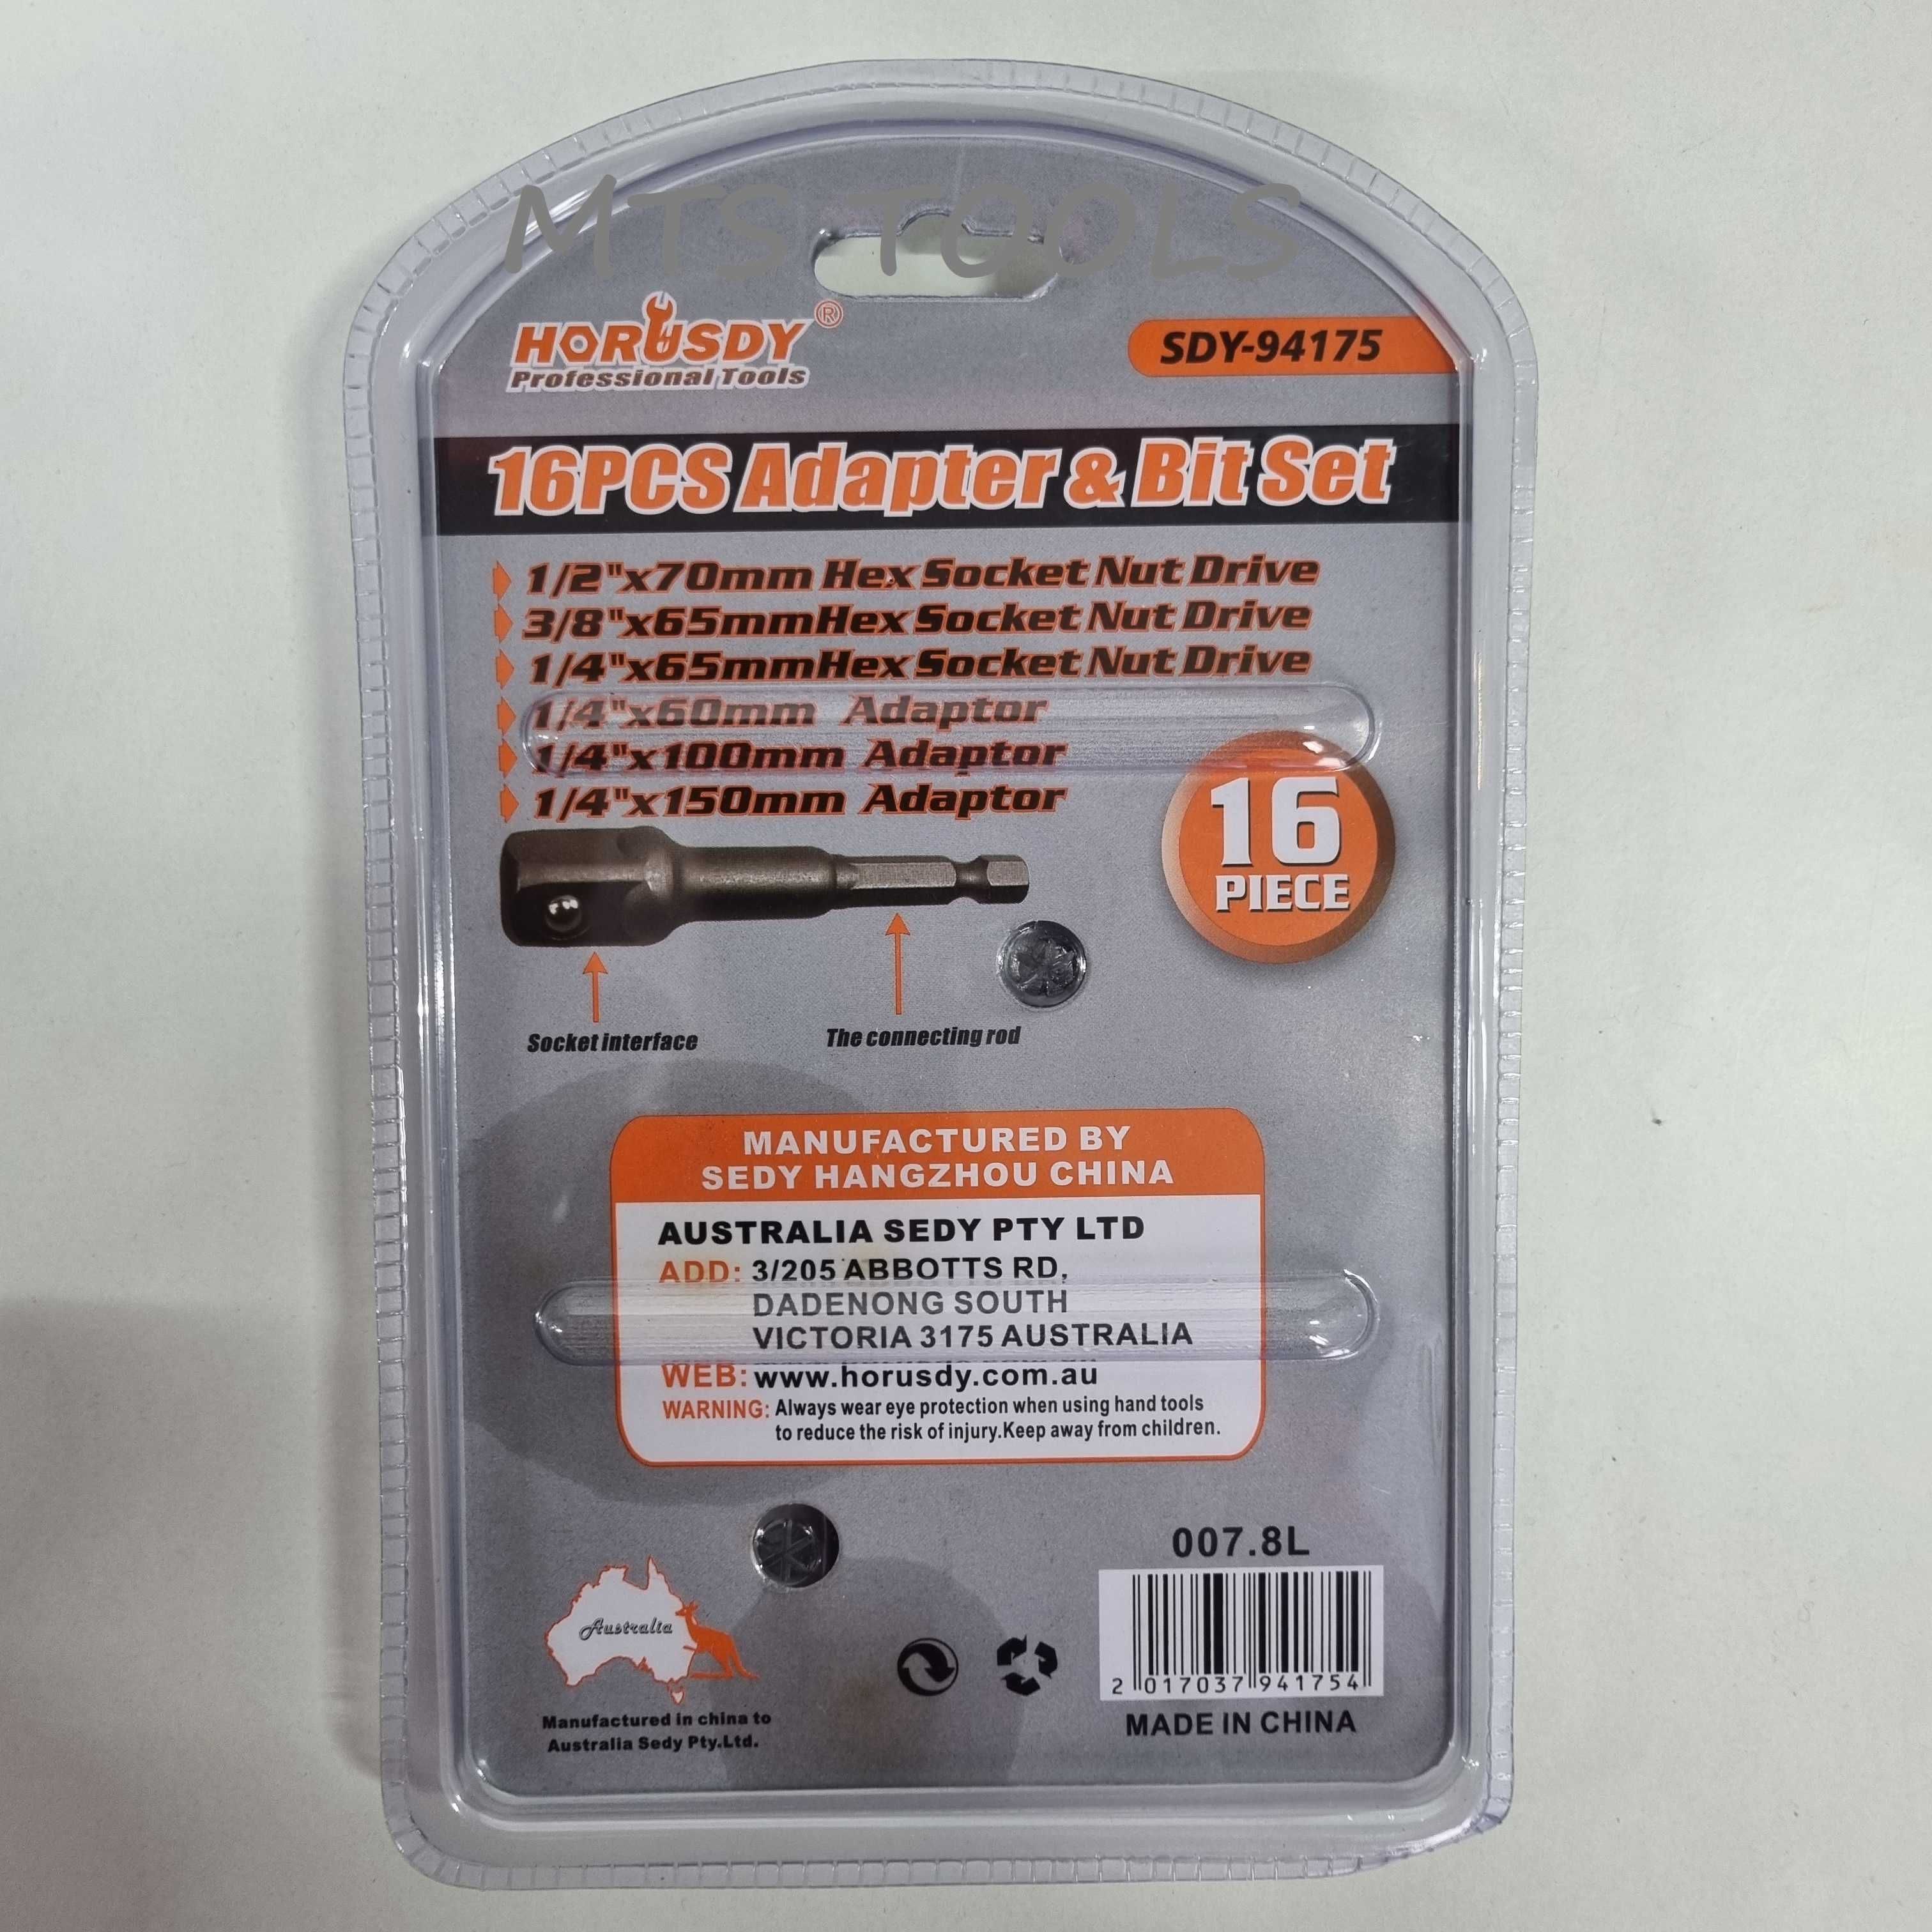 MTS TOOLS
HORUSDY®
Professional Tools
SDY-94175
16PCS Adapter & Bit Set
1/2"x70mm Hex Socket Nut Drive
3/8"x65mmHex Socket Nut Drive
1/4"x65mmHex Socket Nut Drive
1/4"x60mm Adaptor
1/4"x100mm Adaptor
1/4"x150mm Adaptor
16
PIECE
Socket interface
The connecting rod
MANUFACTURED BY
SEDY HANGZHOU CHINA
AUSTRALIA SEDY PTY LTD
ADD: 3/205 ABBOTTS RD,
DADENONG SOUTH
VICTORIA 3175 AUSTRALIA
WEB: www.horusdy.com.au
WARNING: Always wear eye protection when using hand tools
to reduce the risk of injury.Keep away from children.
007.8L
Australia
2 017037 941754
Manufactured in china to
Australia Sedy Pty.Ltd.
MADE IN CHINA